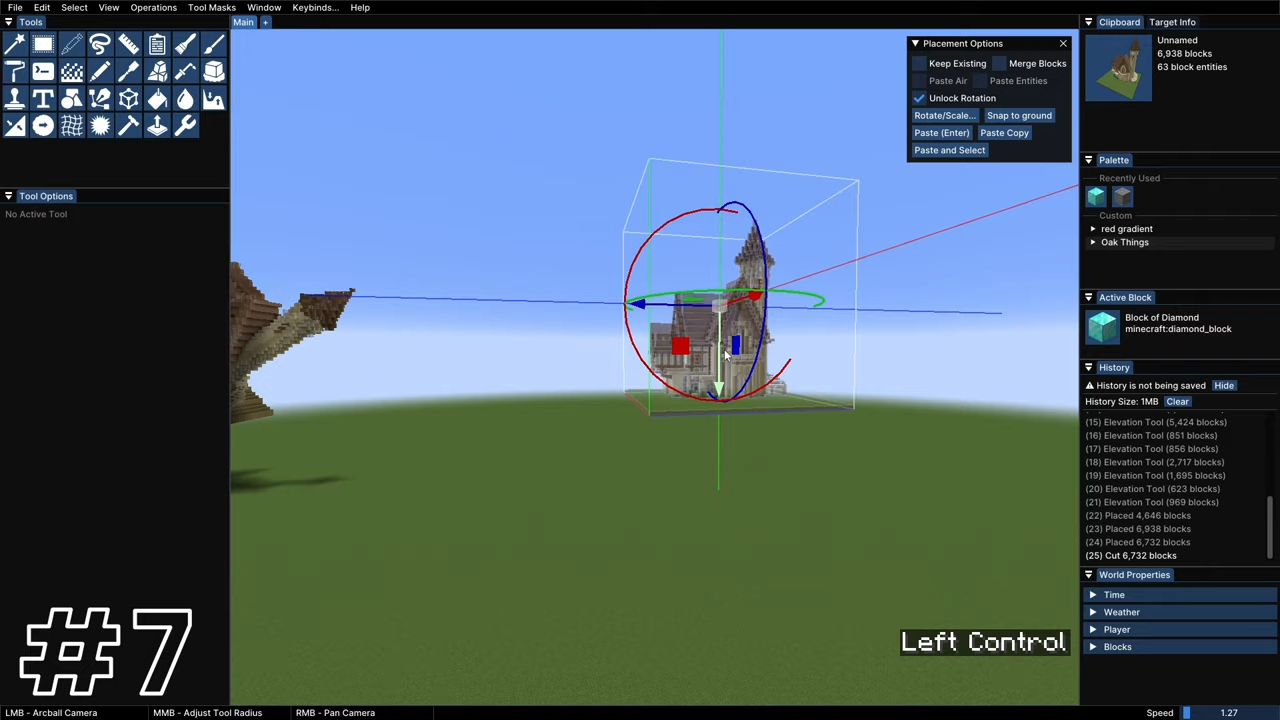 File Edit Select View Operations Tool Masks Window Keybinds... Help
Tools
Main +
Clipboard Target Info
Unnamed
6,938 blocks
63 block entities
Placement Options
Keep Existing Merge Blocks
Paste Air Paste Entities
Unlock Rotation
Rotate/Scale... Snap to ground
Paste (Enter) Paste Copy
Paste and Select
Palette
Recently Used
Custom
red gradient
Oak Things
Tool Options
No Active Tool
Active Block
Block of Diamond
minecraft:diamond_block
History
History is not being saved Hide
History Size: 1MB Clear
(15) Elevation Tool (5,424 blocks)
(16) Elevation Tool (851 blocks)
(17) Elevation Tool (856 blocks)
(18) Elevation Tool (2,717 blocks)
(19) Elevation Tool (1,695 blocks)
(20) Elevation Tool (623 blocks)
(21) Elevation Tool (969 blocks)
(22) Placed 4,646 blocks
(23) Placed 6,938 blocks
(24) Placed 6,732 blocks
(25) Cut 6,732 blocks
World Properties
Time
Weather
Player
Blocks
#7
Left Control
LMB - Arcball Camera MMB - Adjust Tool Radius RMB - Pan Camera Speed 1.27